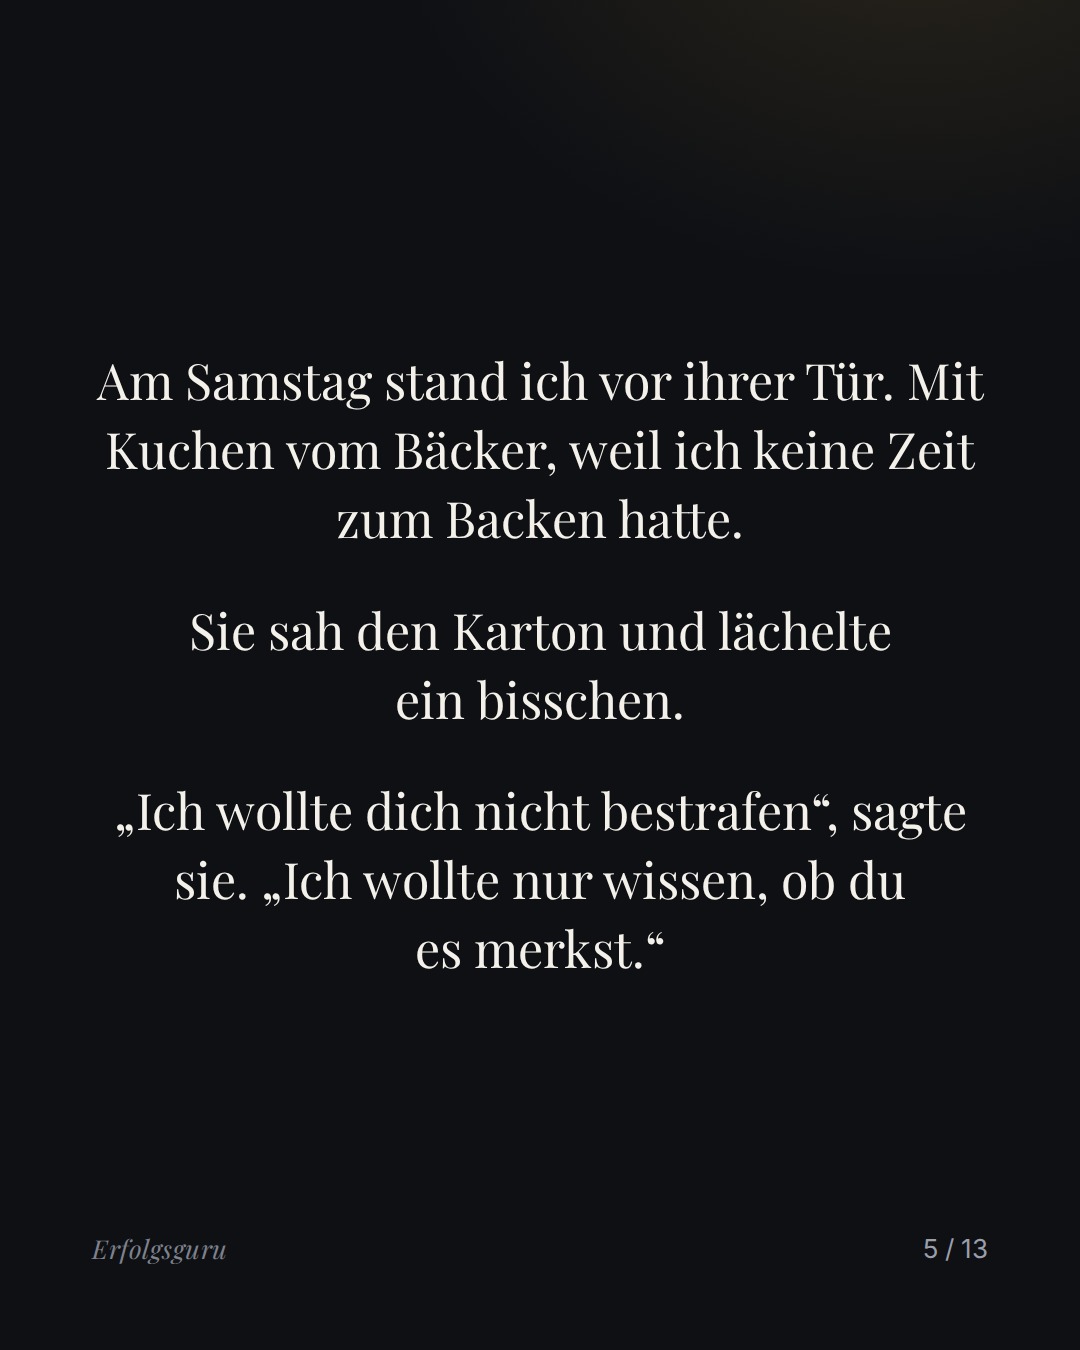 Am Samstag stand ich vor ihrer Tür. Mit
Kuchen vom Bäcker, weil ich keine Zeit
zum Backen hatte.
Sie sah den Karton und lächelte
ein bisschen.
„Ich wollte dich nicht bestrafen“, sagte
sie. „Ich wollte nur wissen, ob du
es merkst.“
Erfolgsguru
5 / 13